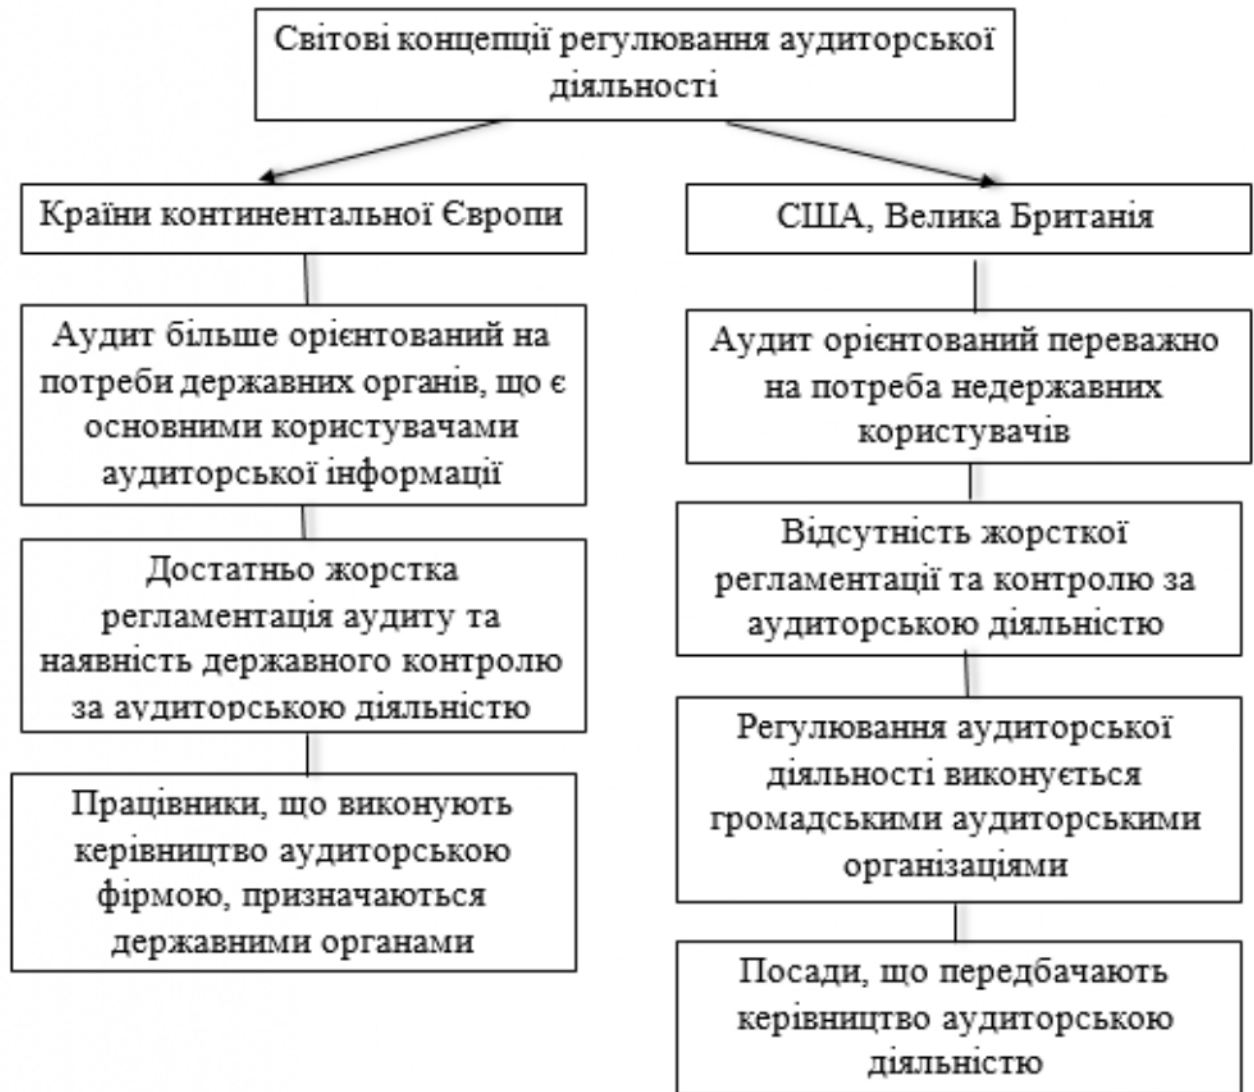 Світові концепції регулювання аудиторської
діяльності
Країни континентальної Європи
Аудит більше орієнтований на
потреби державних органів, що є
основними користувачами
аудиторської інформації
Достатньо жорстка
регламентація аудиту та
наявність державного контролю
за аудиторською діяльністю
Працівники, що виконують
керівництво аудиторською
фірмою, призначаються
державними органами
США, Велика Британія
Аудит орієнтований переважно
на потреба недержавних
користувачів
Відсутність жорсткої
регламентації та контролю за
аудиторською діяльністю
Регулювання аудиторської
діяльності виконується
громадськими аудиторськими
організаціями
Посади, що передбачають
керівництво аудиторською
діяльністю